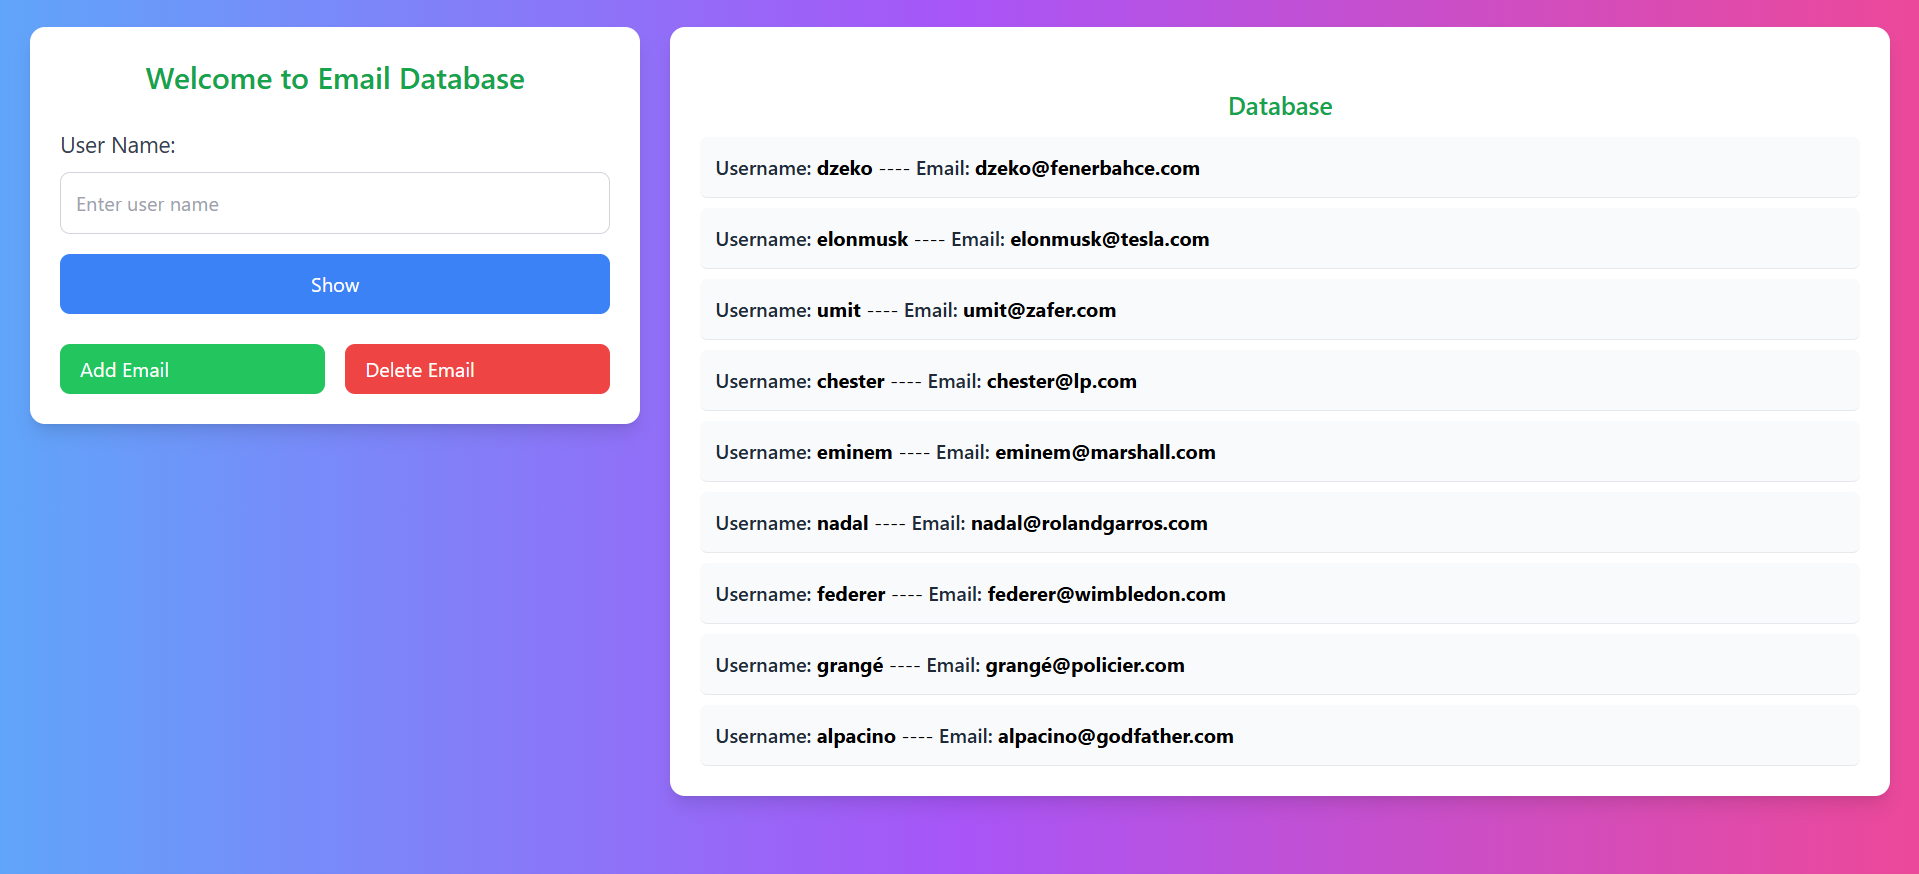 Welcome to Email Database
User Name:
Enter user name
Show
Add Email
Delete Email
Database
Username: dzeko ---- Email: dzeko@fenerbahce.com
Username: elonmusk ---- Email: elonmusk@tesla.com
Username: umit ---- Email: umit@zafer.com
Username: chester ---- Email: chester@lp.com
Username: eminem ---- Email: eminem@marshall.com
Username: nadal ---- Email: nadal@rolandgarros.com
Username: federer ---- Email: federer@wimbledon.com
Username: grangé ---- Email: grangé@policier.com
Username: alpacino ---- Email: alpacino@godfather.com